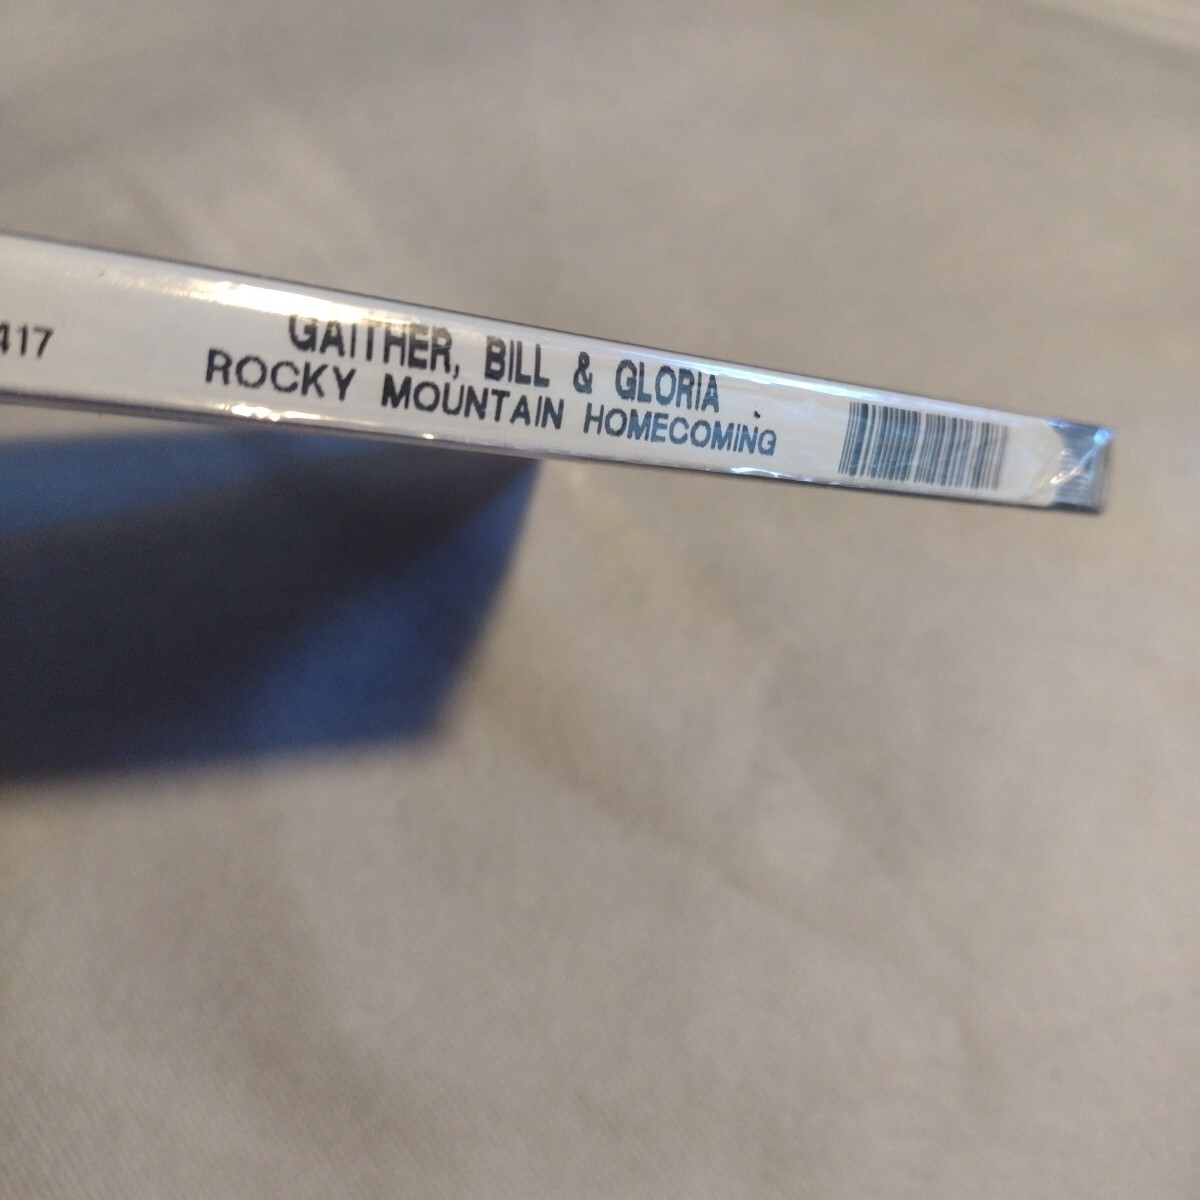 417
GAITHER, BILL & GLORIA
ROCKY MOUNTAIN HOMECOMING